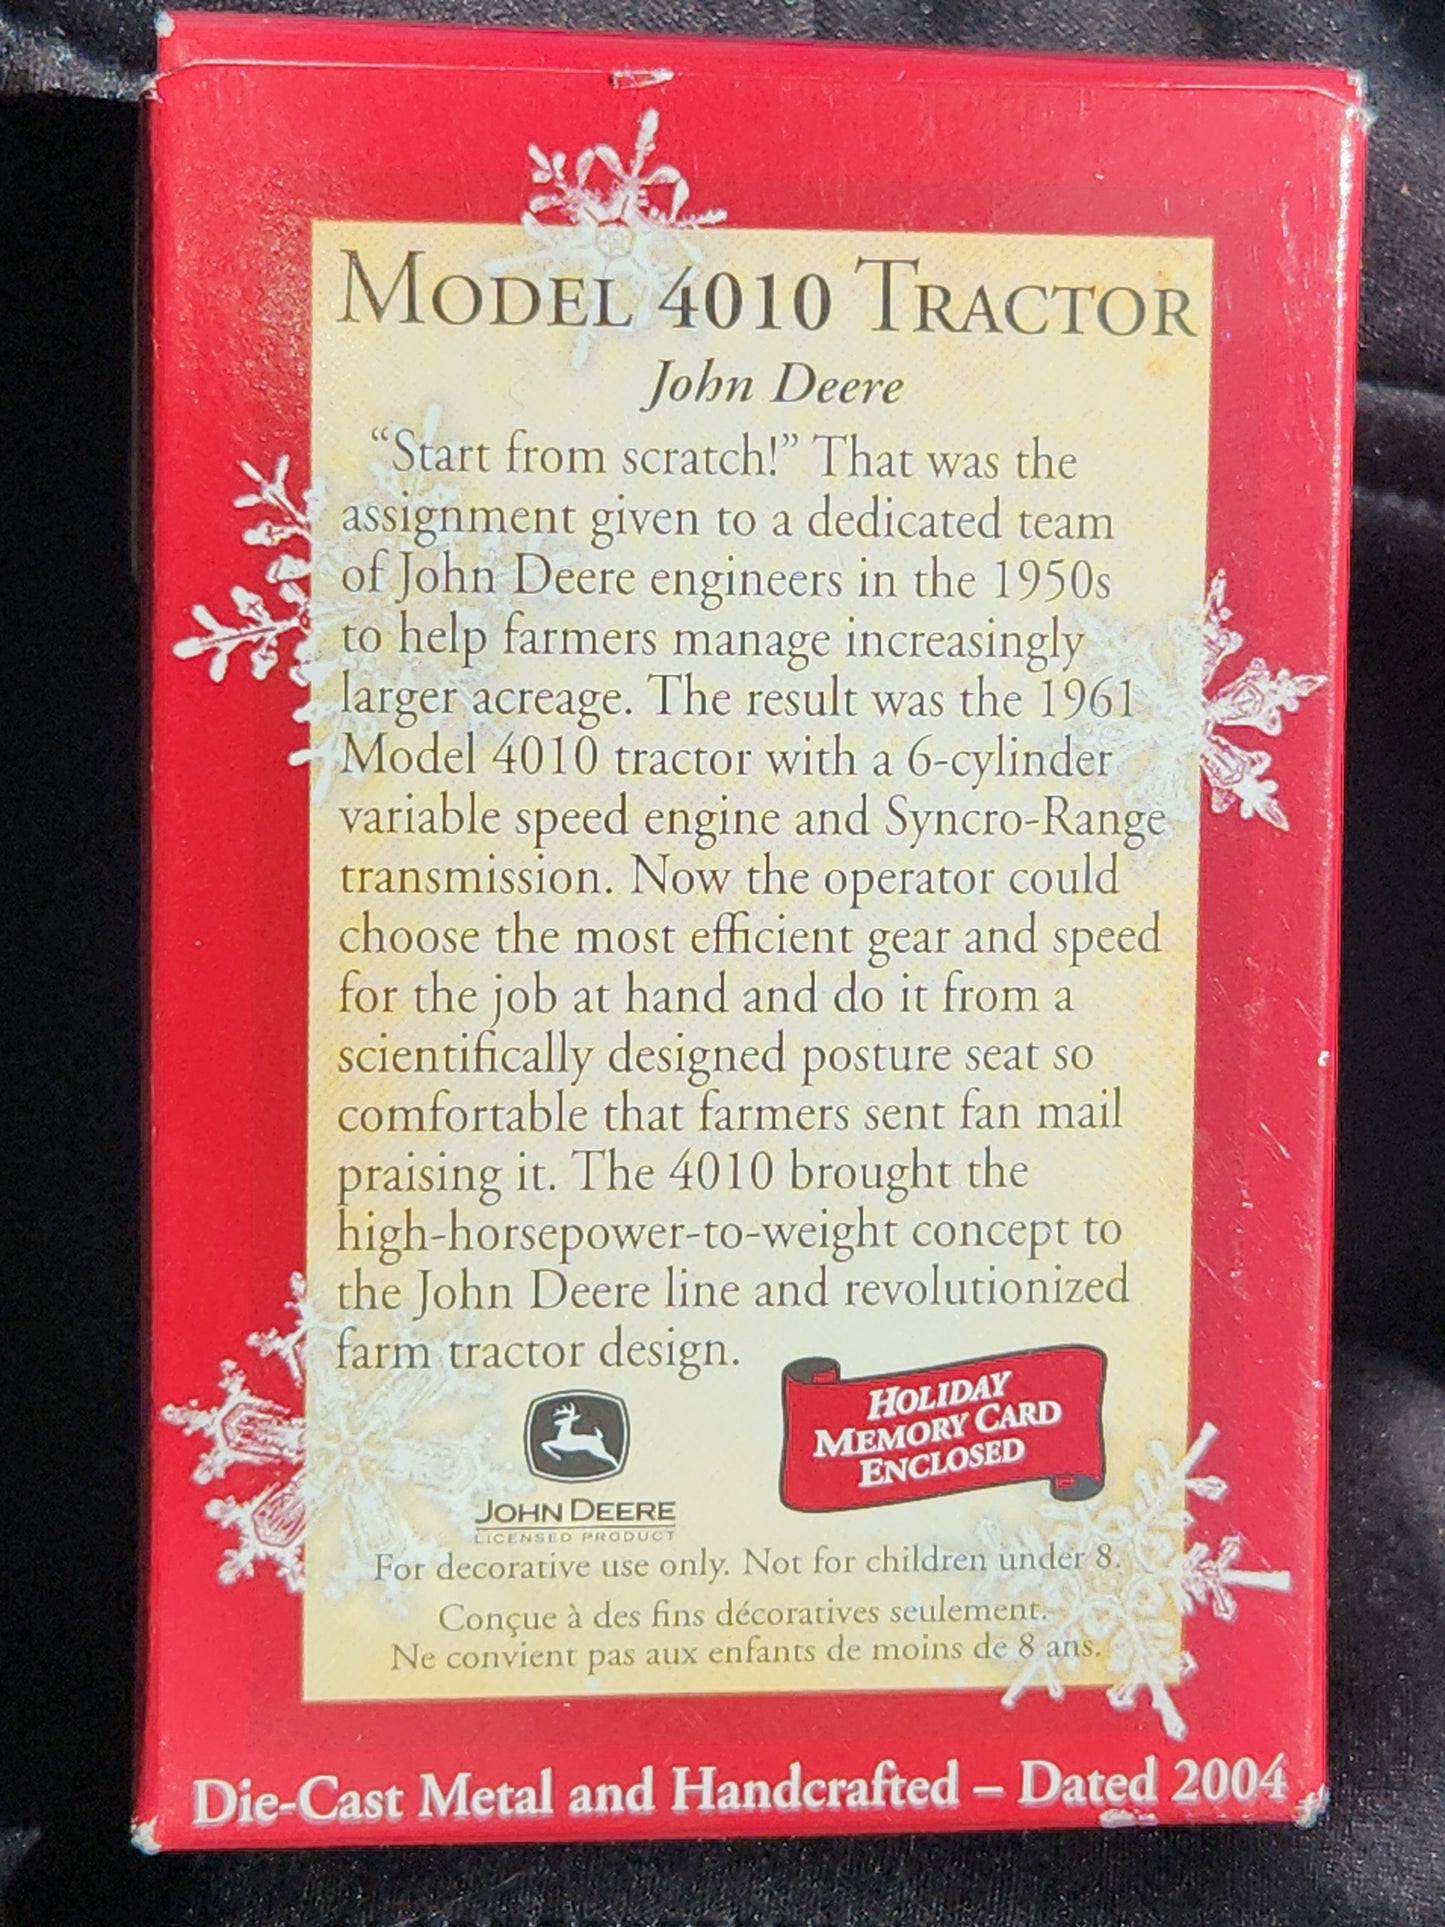 MODEL 4010 TRACTOR
John Deere
“Start from scratch!” That was the
assignment given to a dedicated team
of John Deere engineers in the 1950s
to help farmers manage increasingly
larger acreage. The result was the 1961
Model 4010 tractor with a 6-cylinder
variable speed engine and Syncro-Range
transmission. Now the operator could
choose the most efficient gear and speed
for the job at hand and do it from a
scientifically designed posture seat so
comfortable that farmers sent fan mail
praising it. The 4010 brought the
high-horsepower-to-weight concept to
the John Deere line and revolutionized
farm tractor design.
HOLIDAY
MEMORY CARD
ENCLOSED
JOHN DEERE
LICENSED PRODUCT
For decorative use only. Not for children under 8.
Conçue à des fins décoratives seulement.
Ne convient pas aux enfants de moins de 8 ans.
Die-Cast Metal and Handcrafted – Dated 2004